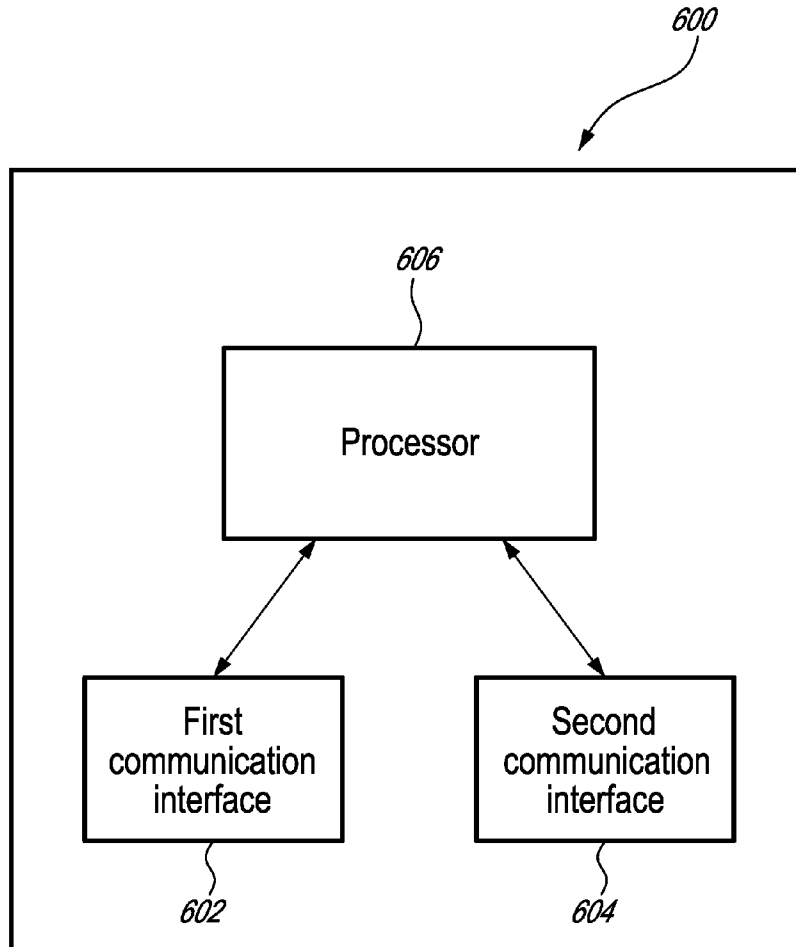 600
606
Processor
First
communication
interface
Second
communication
interface
602
604